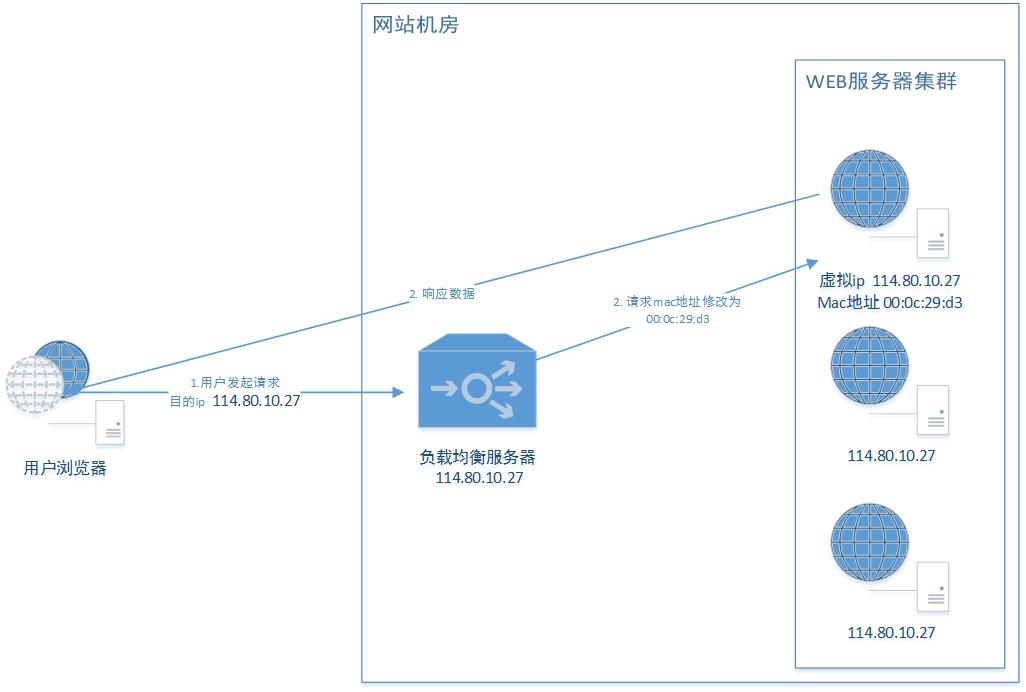 网站机房
WEB服务器集群
虚拟ip 114.80.10.27
Mac地址 00:0c:29:d3
2. 响应数据
2. 请求mac地址修改为
00:0c:29:d3
1.用户发起请求
目的ip 114.80.10.27
用户浏览器
负载均衡服务器
114.80.10.27
114.80.10.27
114.80.10.27